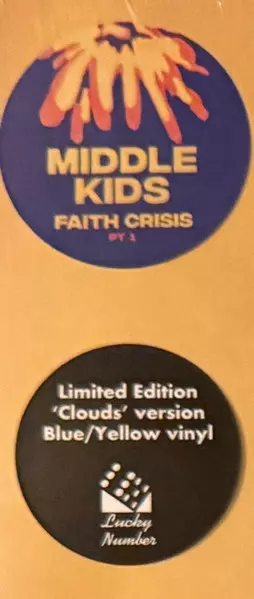 MIDDLE
KIDS
FAITH CRISIS
PT 1
Limited Edition
'Clouds' version
Blue/Yellow vinyl
Lucky
Number